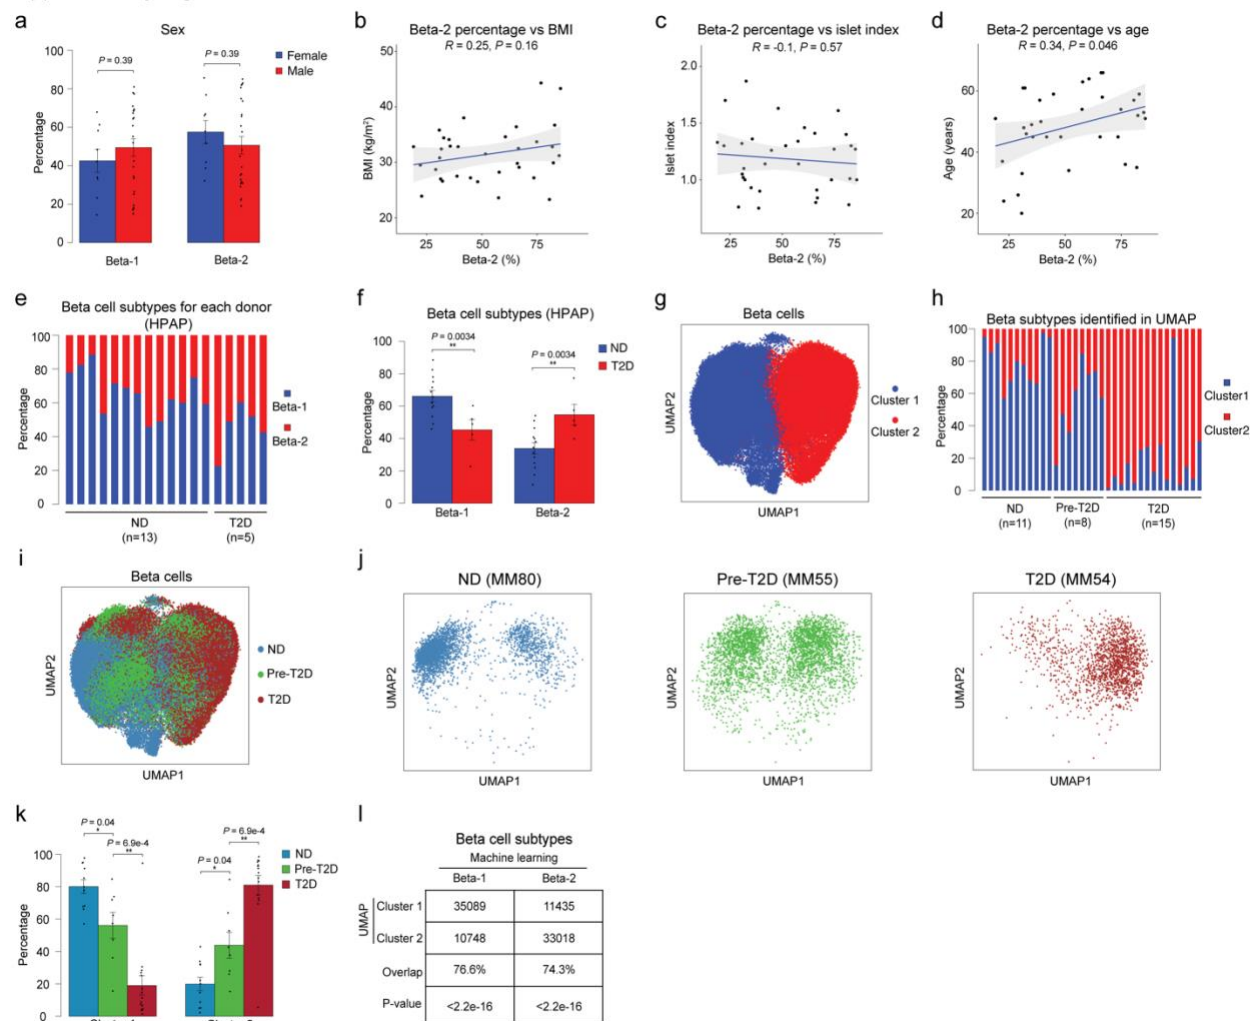 a
Sex
P = 0.39
P = 0.39
Female
Male
Percentage
100
80
60
40
20
0
Beta-1
Beta-2
b
Beta-2 percentage vs BMI
R = 0.25, P = 0.16
BMI (kg/m²)
50
40
30
20
25
50
75
Beta-2 (%)
c
Beta-2 percentage vs islet index
R = -0.1, P = 0.57
Islet index
2.0
1.5
1.0
25
50
75
Beta-2 (%)
d
Beta-2 percentage vs age
R = 0.34, P = 0.046
Age (years)
60
40
20
25
50
75
Beta-2 (%)
e
Beta cell subtypes for each donor
(HPAP)
Percentage
100
80
60
40
20
0
Beta-1
Beta-2
ND
(n=13)
T2D
(n=5)
f
Beta cell subtypes (HPAP)
P = 0.0034
**
P = 0.0034
**
ND
T2D
Percentage
100
80
60
40
20
0
Beta-1
Beta-2
g
Beta cells
UMAP2
UMAP1
Cluster 1
Cluster 2
h
Beta subtypes identified in UMAP
Percentage
100
80
60
40
20
0
Cluster1
Cluster2
ND
(n=11)
Pre-T2D
(n=8)
T2D
(n=15)
i
Beta cells
UMAP2
UMAP1
ND
Pre-T2D
T2D
j
ND (MM80)
UMAP2
UMAP1
Pre-T2D (MM55)
UMAP2
UMAP1
T2D (MM54)
UMAP2
UMAP1
k
P = 0.04
*
P = 6.9e-4
**
P = 0.04
*
P = 6.9e-4
**
ND
Pre-T2D
T2D
Percentage
100
80
60
40
20
0
l
Beta cell subtypes
Machine learning
Beta-1 Beta-2
UMAP
Cluster 1 35089 11435
Cluster 2 10748 33018
Overlap 76.6% 74.3%
P-value <2.2e-16 <2.2e-16